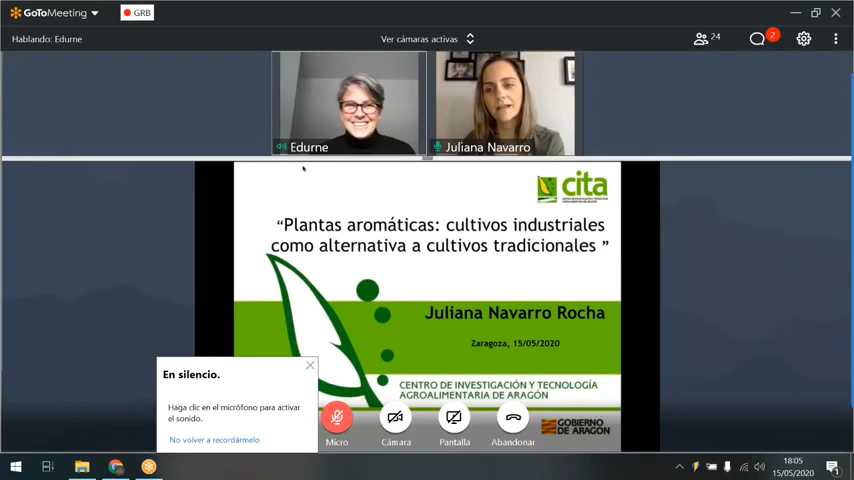 GoToMeeting
GRB
Hablando: Edurne
Ver cámaras activas
24
2
Edurne
Juliana Navarro
cita
“Plantas aromáticas: cultivos industriales
como alternativa a cultivos tradicionales ”
Juliana Navarro Rocha
Zaragoza, 15/05/2020
CENTRO DE INVESTIGACIÓN Y TECNOLOGÍA
AGROALIMENTARIA DE ARAGÓN
GOBIERNO
DE ARAGON
En silencio.
Haga clic en el micrófono para activar
el sonido.
No volver a recordármelo
Micro
Cámara
Pantalla
Abandonar
18:05
15/05/2020
1